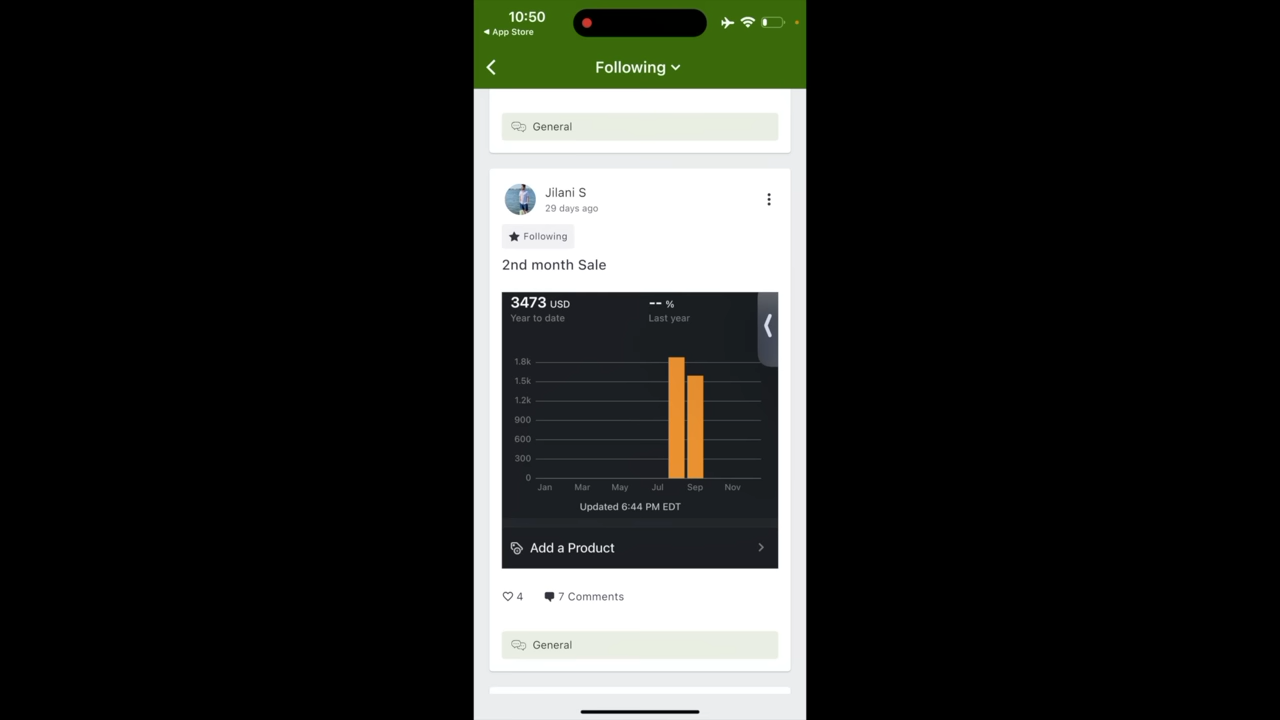 10:50
App Store
Following
General
Jilani S
29 days ago
Following
2nd month Sale
3473 USD
-- %
Year to date
Last year
1.8k
1.5k
1.2k
900
600
300
0
Jan Mar May Jul Sep Nov
Updated 6:44 PM EDT
Add a Product
4
7 Comments
General